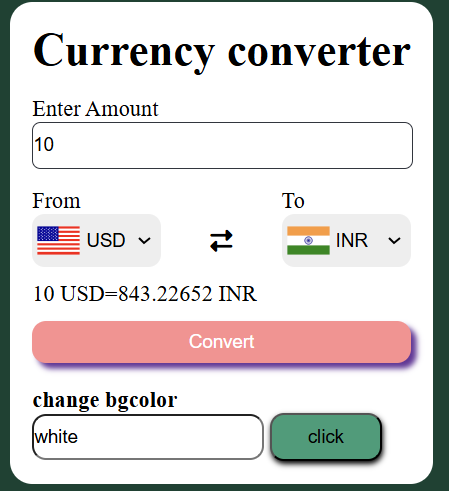 Currency converter
Enter Amount
10
From To
USD INR
10 USD=843.22652 INR
Convert
change bgcolor
white click